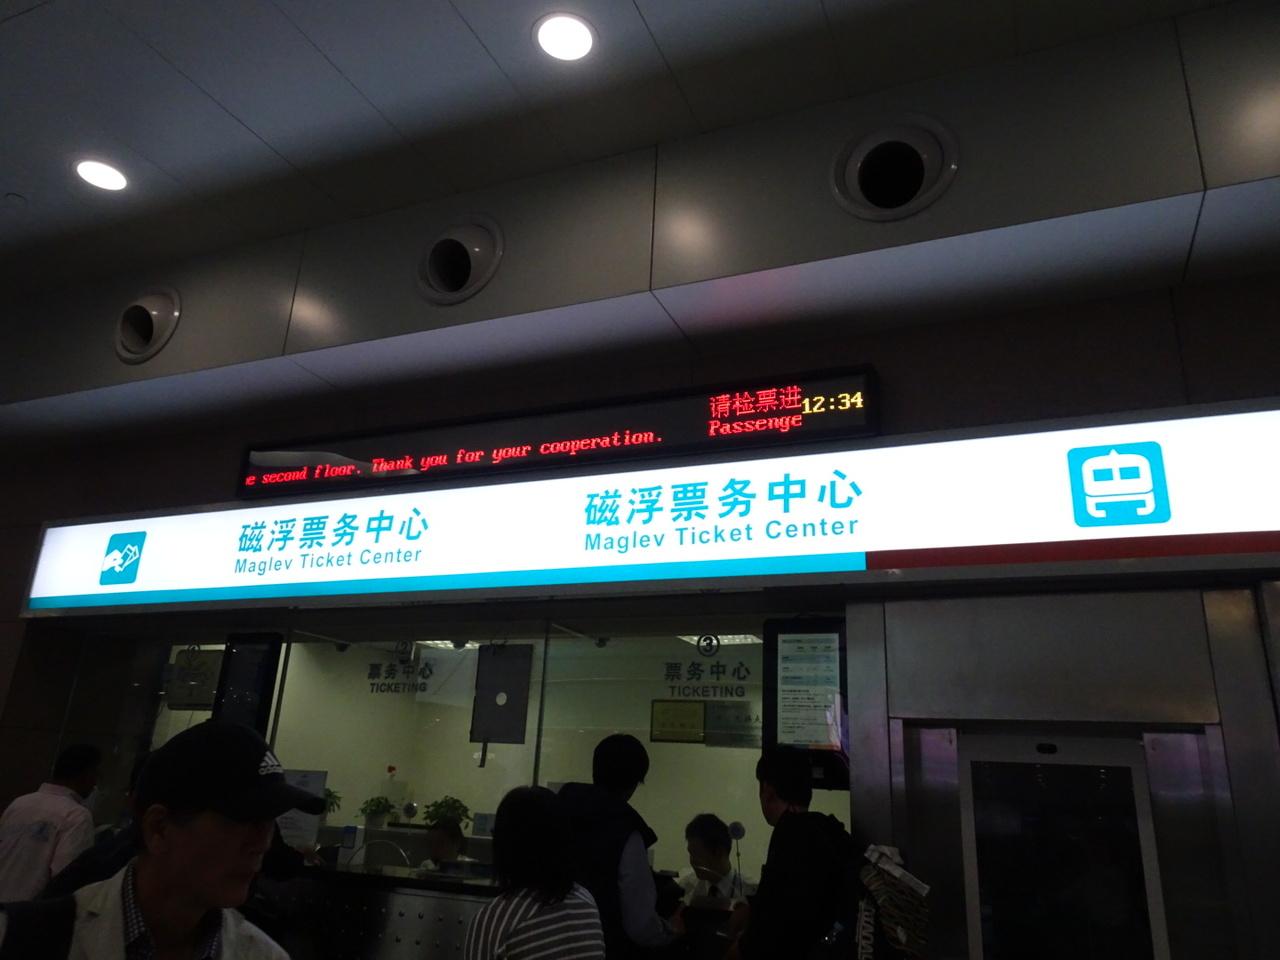 请检票进
12:34
e second floor. Thank you for your cooperation.
Passenge
磁浮票务中心
Maglev Ticket Center
磁浮票务中心
Maglev Ticket Center
②
票务中心
TICKETING
③
票务中心
TICKETING
adidas